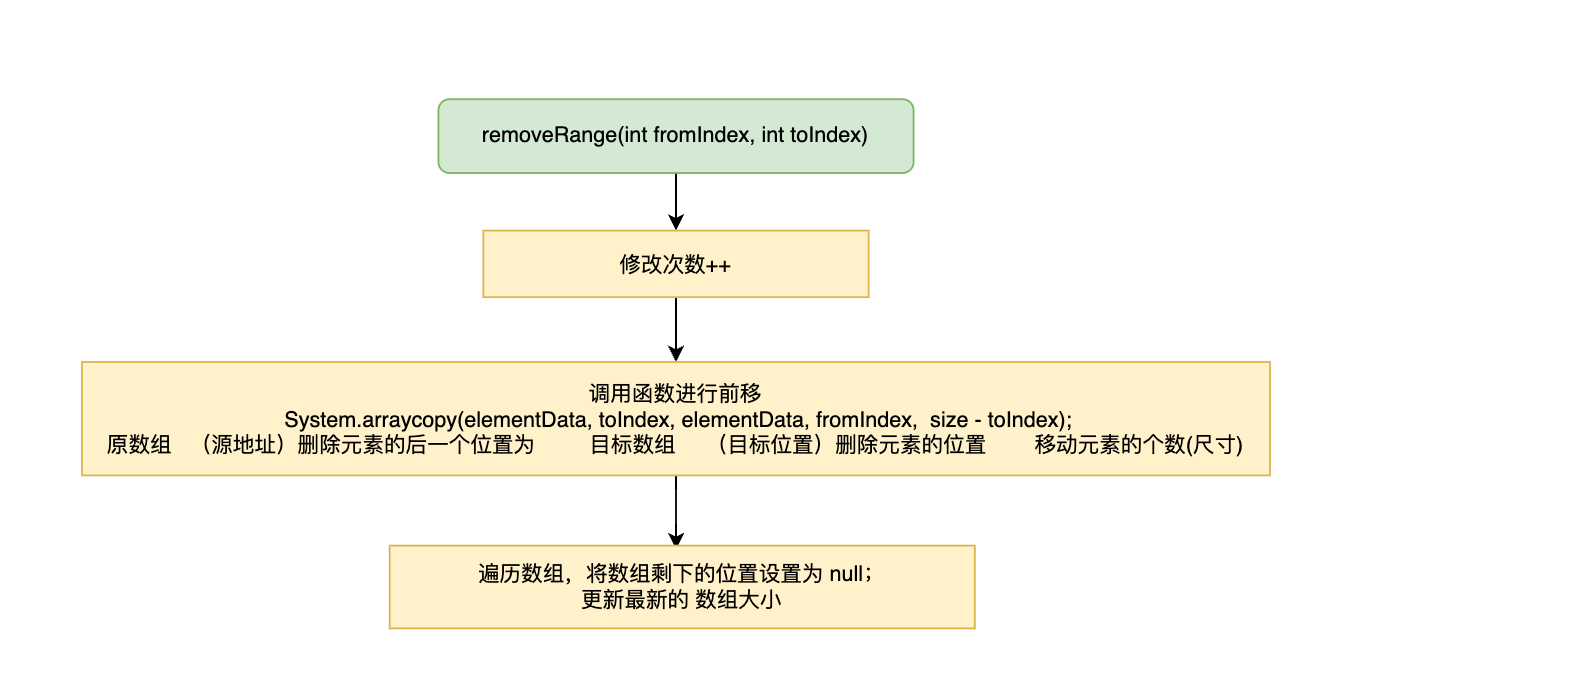 removeRange(int fromIndex, int toIndex)
修改次数++
调用函数进行前移
System.arraycopy(elementData, toIndex, elementData, fromIndex,  size - toIndex);
原数组 （源地址）删除元素的后一个位置为 目标数组 （目标位置）删除元素的位置 移动元素的个数(尺寸)
遍历数组，将数组剩下的位置设置为 null；
更新最新的 数组大小